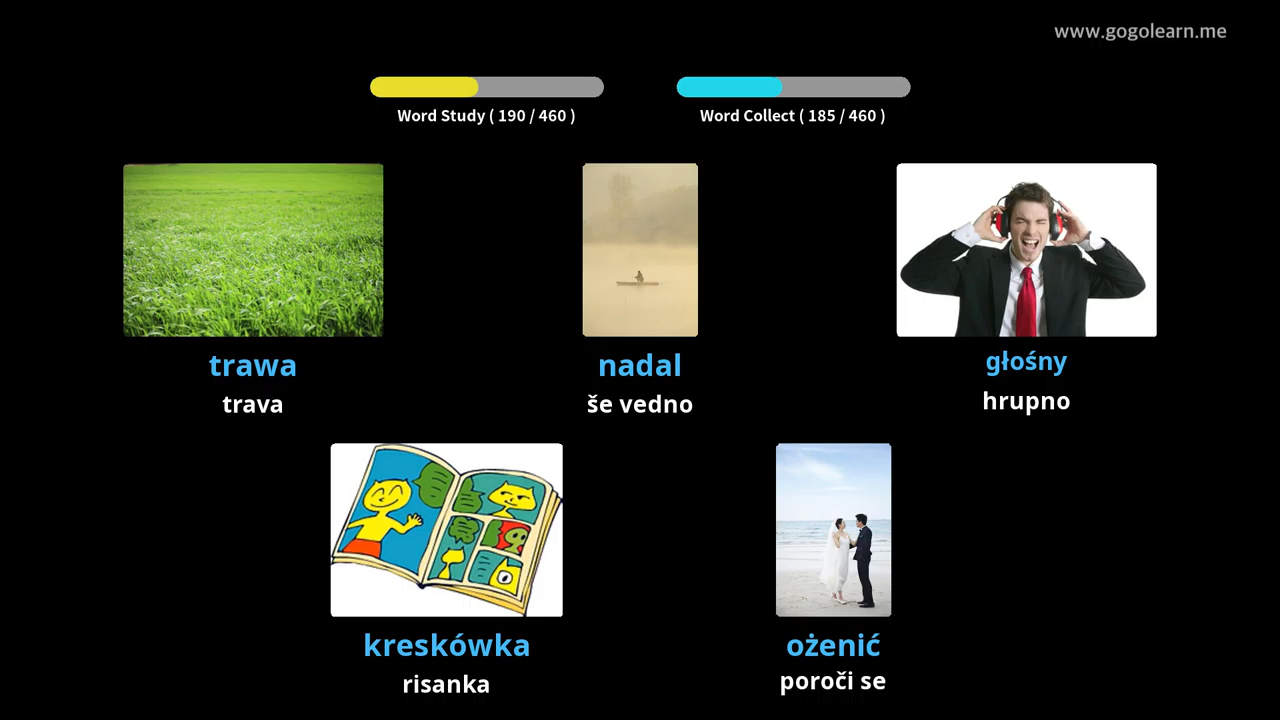 www.gogolearn.me
Word Study ( 190 / 460 )
Word Collect ( 185 / 460 )
trawa
trava
nadal
še vedno
głośny
hrupno
kreskówka
risanka
ożenić
poroči se